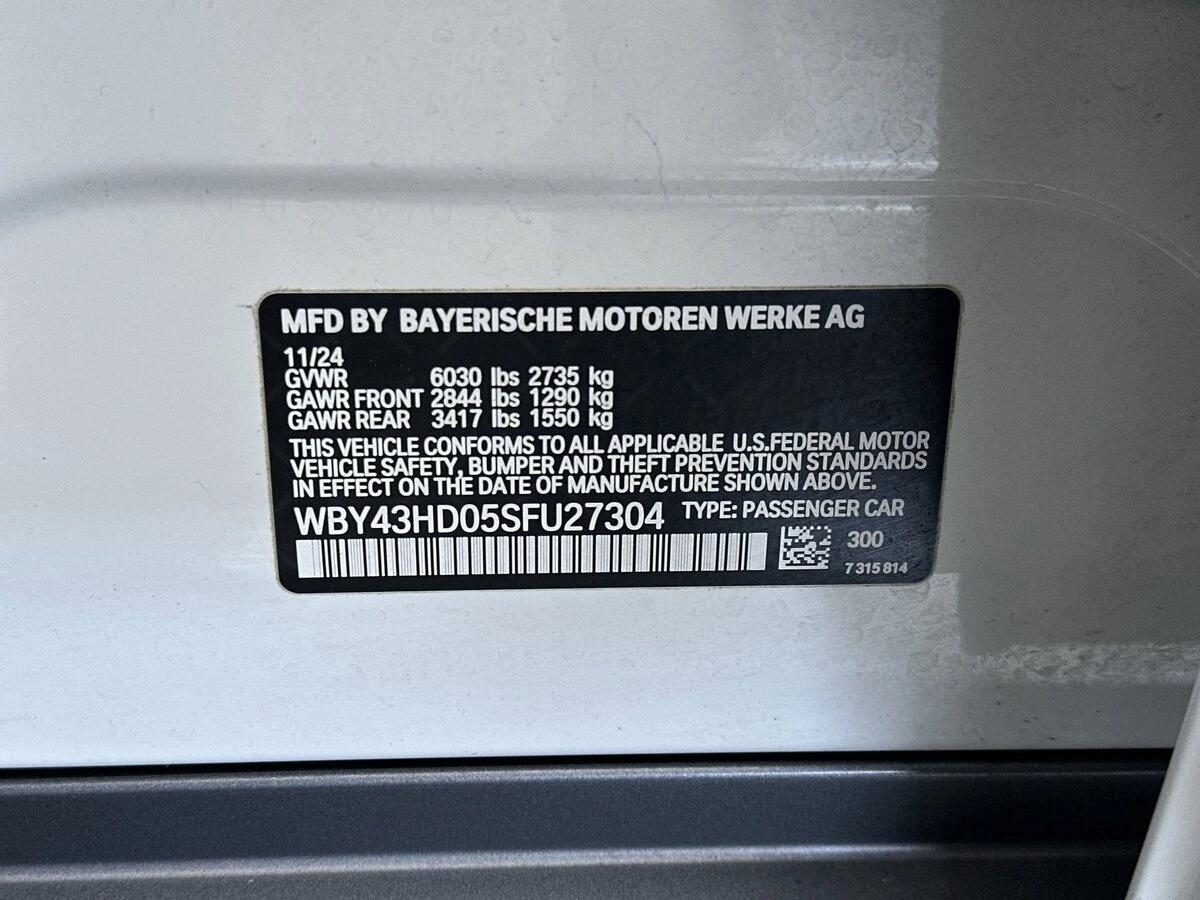 MFD BY BAYERISCHE MOTOREN WERKE AG
11/24
GVWR 6030 lbs 2735 kg
GAWR FRONT 2844 lbs 1290 kg
GAWR REAR 3417 lbs 1550 kg
THIS VEHICLE CONFORMS TO ALL APPLICABLE U.S.FEDERAL MOTOR
VEHICLE SAFETY, BUMPER AND THEFT PREVENTION STANDARDS
IN EFFECT ON THE DATE OF MANUFACTURE SHOWN ABOVE.
WBY43HD05SFU27304 TYPE: PASSENGER CAR
300
7 315 814